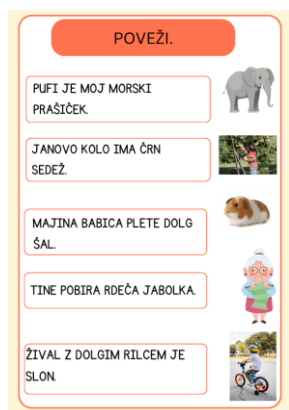 POVEŽI.
PUFI JE MOJ MORSKI
PRAŠIČEK.
JANOVO KOLO IMA ČRN
SEDEŽ.
MAJINA BABICA PLETE DOLG
ŠAL.
TINE POBIRA RDEČA JABOLKA.
ŽIVAL Z DOLGIM RILCEM JE
SLON.